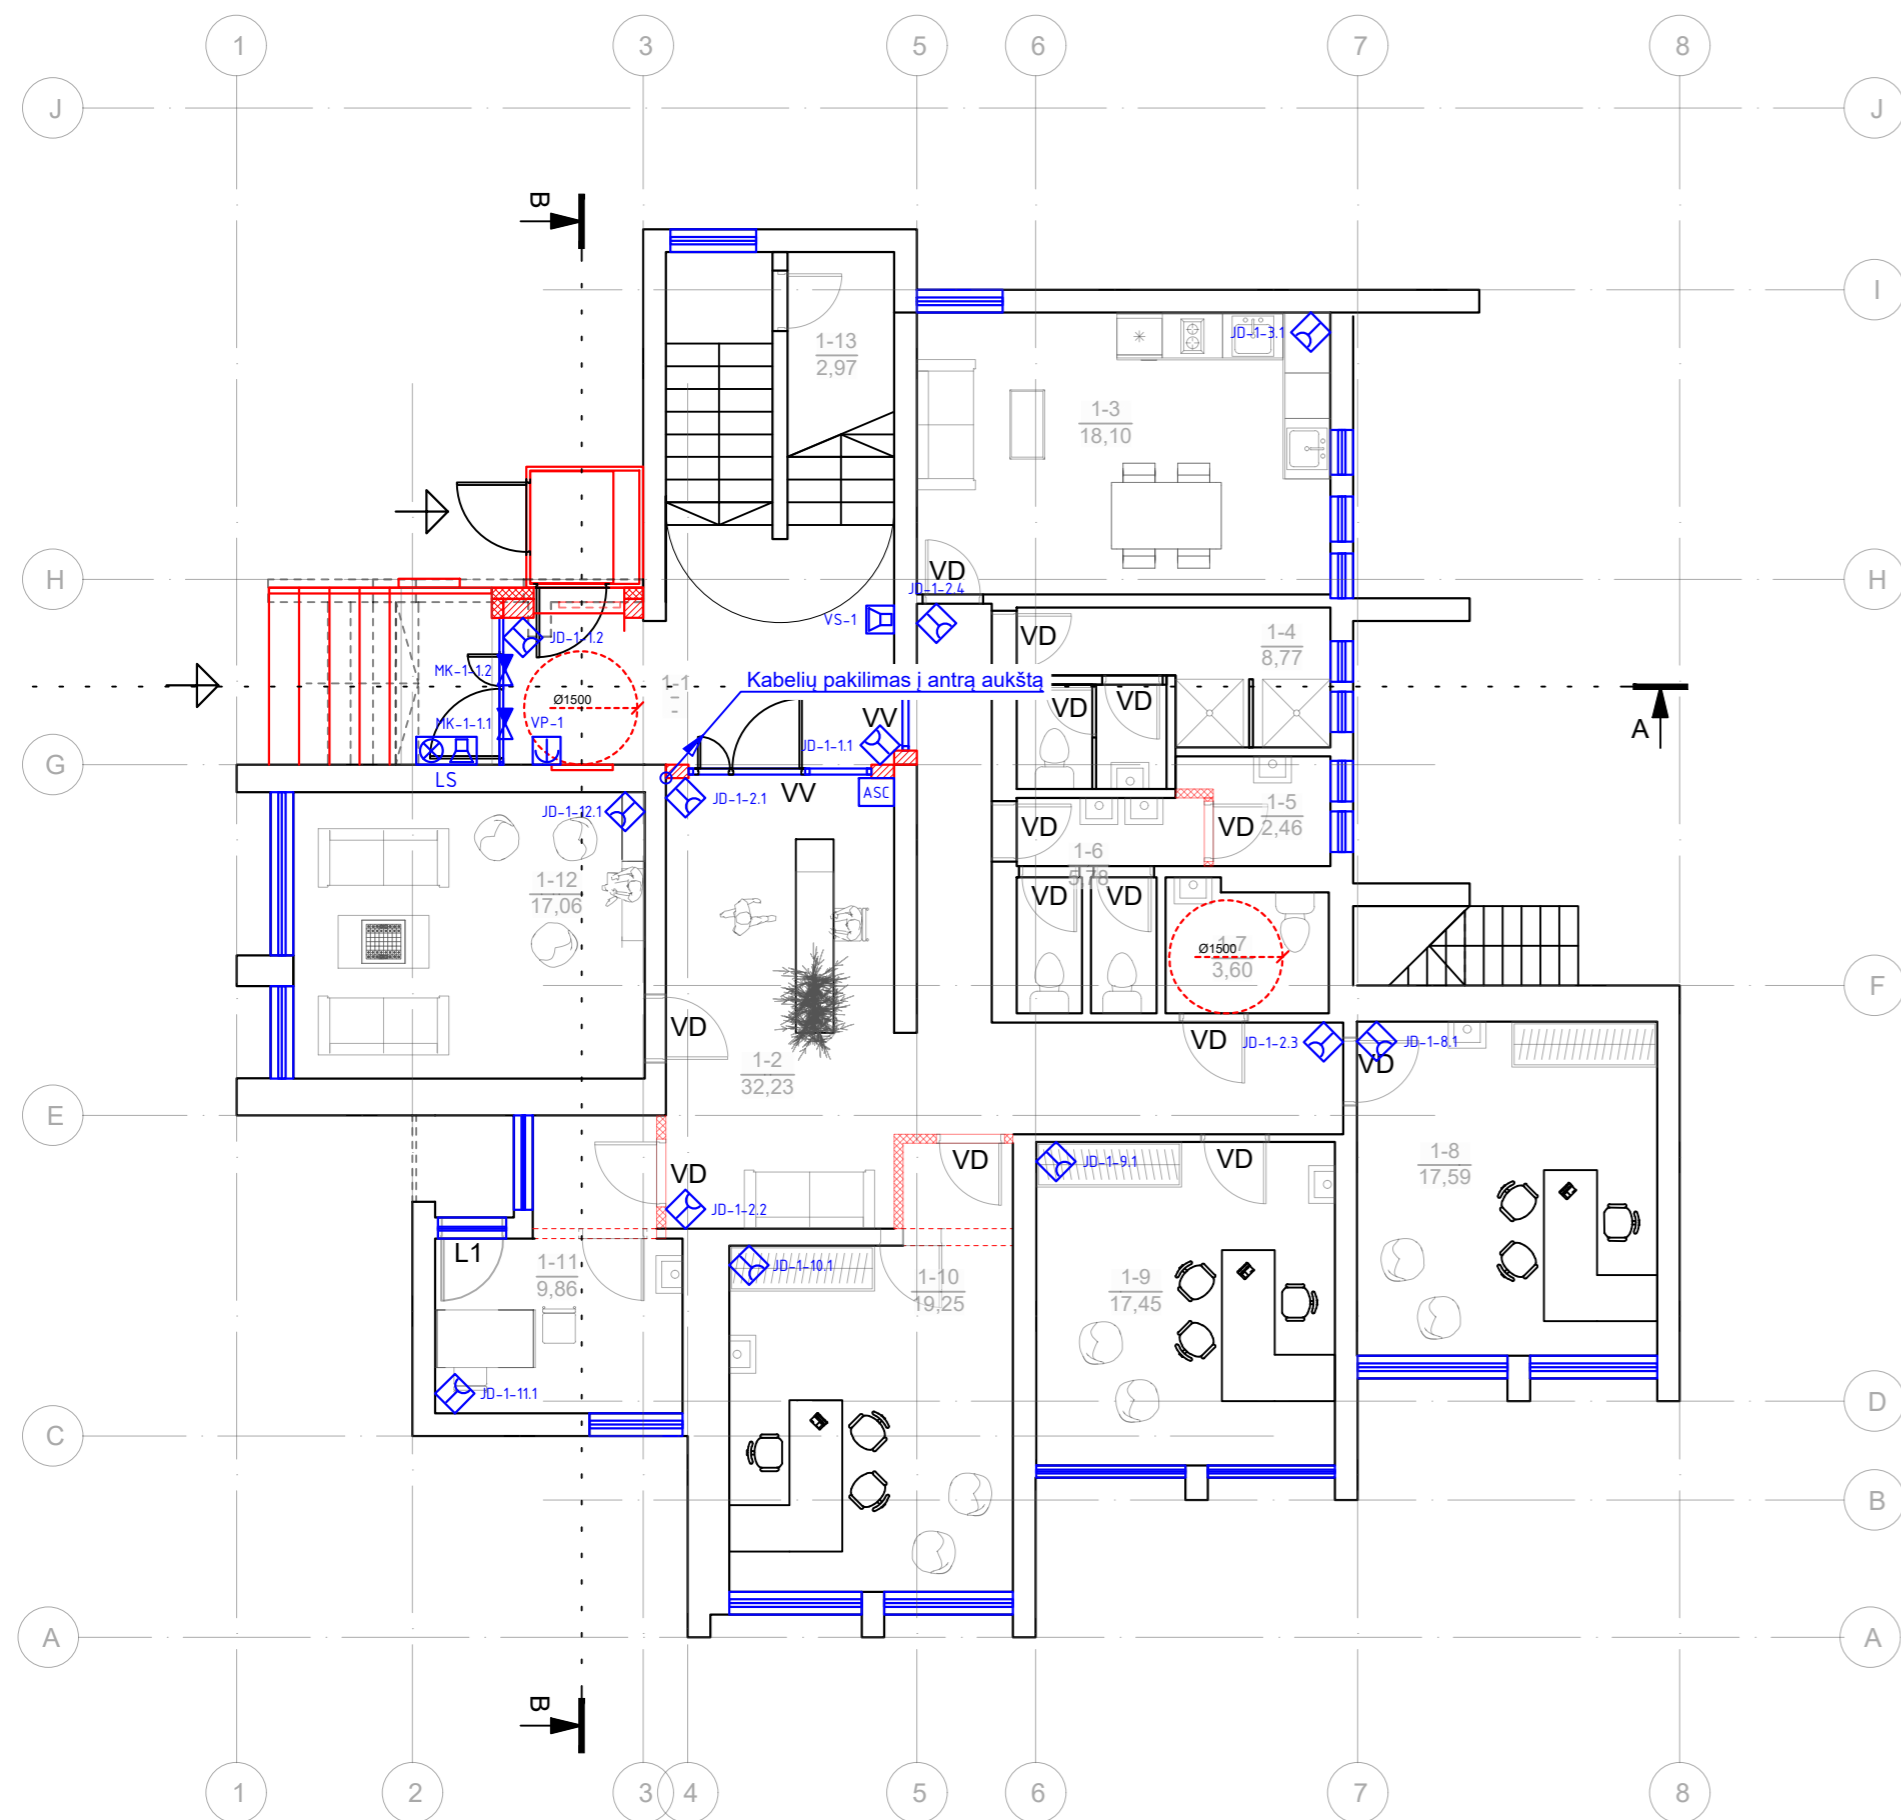 1 3 5 6 7 8
J J
B
I
1-13
2,97
JD-1-3.1
1-3
18,10
H VD H
JD-1-2.4
VS-1
JD-1-1.2 VD 1-4
8,77
MK-1-1.2
1-1
-
Kabelių pakilimas į antrą aukštą
Ø1500 VD VD
MK-1-1.1 VP-1 VV A
JD-1-1.1
G G
LS JD-1-2.1 VV ASC
JD-1-12.1 VD VD 1-5
2,46
1-6
5,78
1-12
17,06
VD VD
Ø1500 1-7
3,60
F
VD VD JD-1-2.3 JD-1-8.1
VD
1-2
32,23
E E
VD VD VD 1-8
17,59
JD-1-9.1
JD-1-2.2
L1 1-11
9,86
JD-1-10.1 1-10
19,25
1-9
17,45
JD-1-11.1
D
C
B
A A
B
1 2 3 4 5 6 7 8